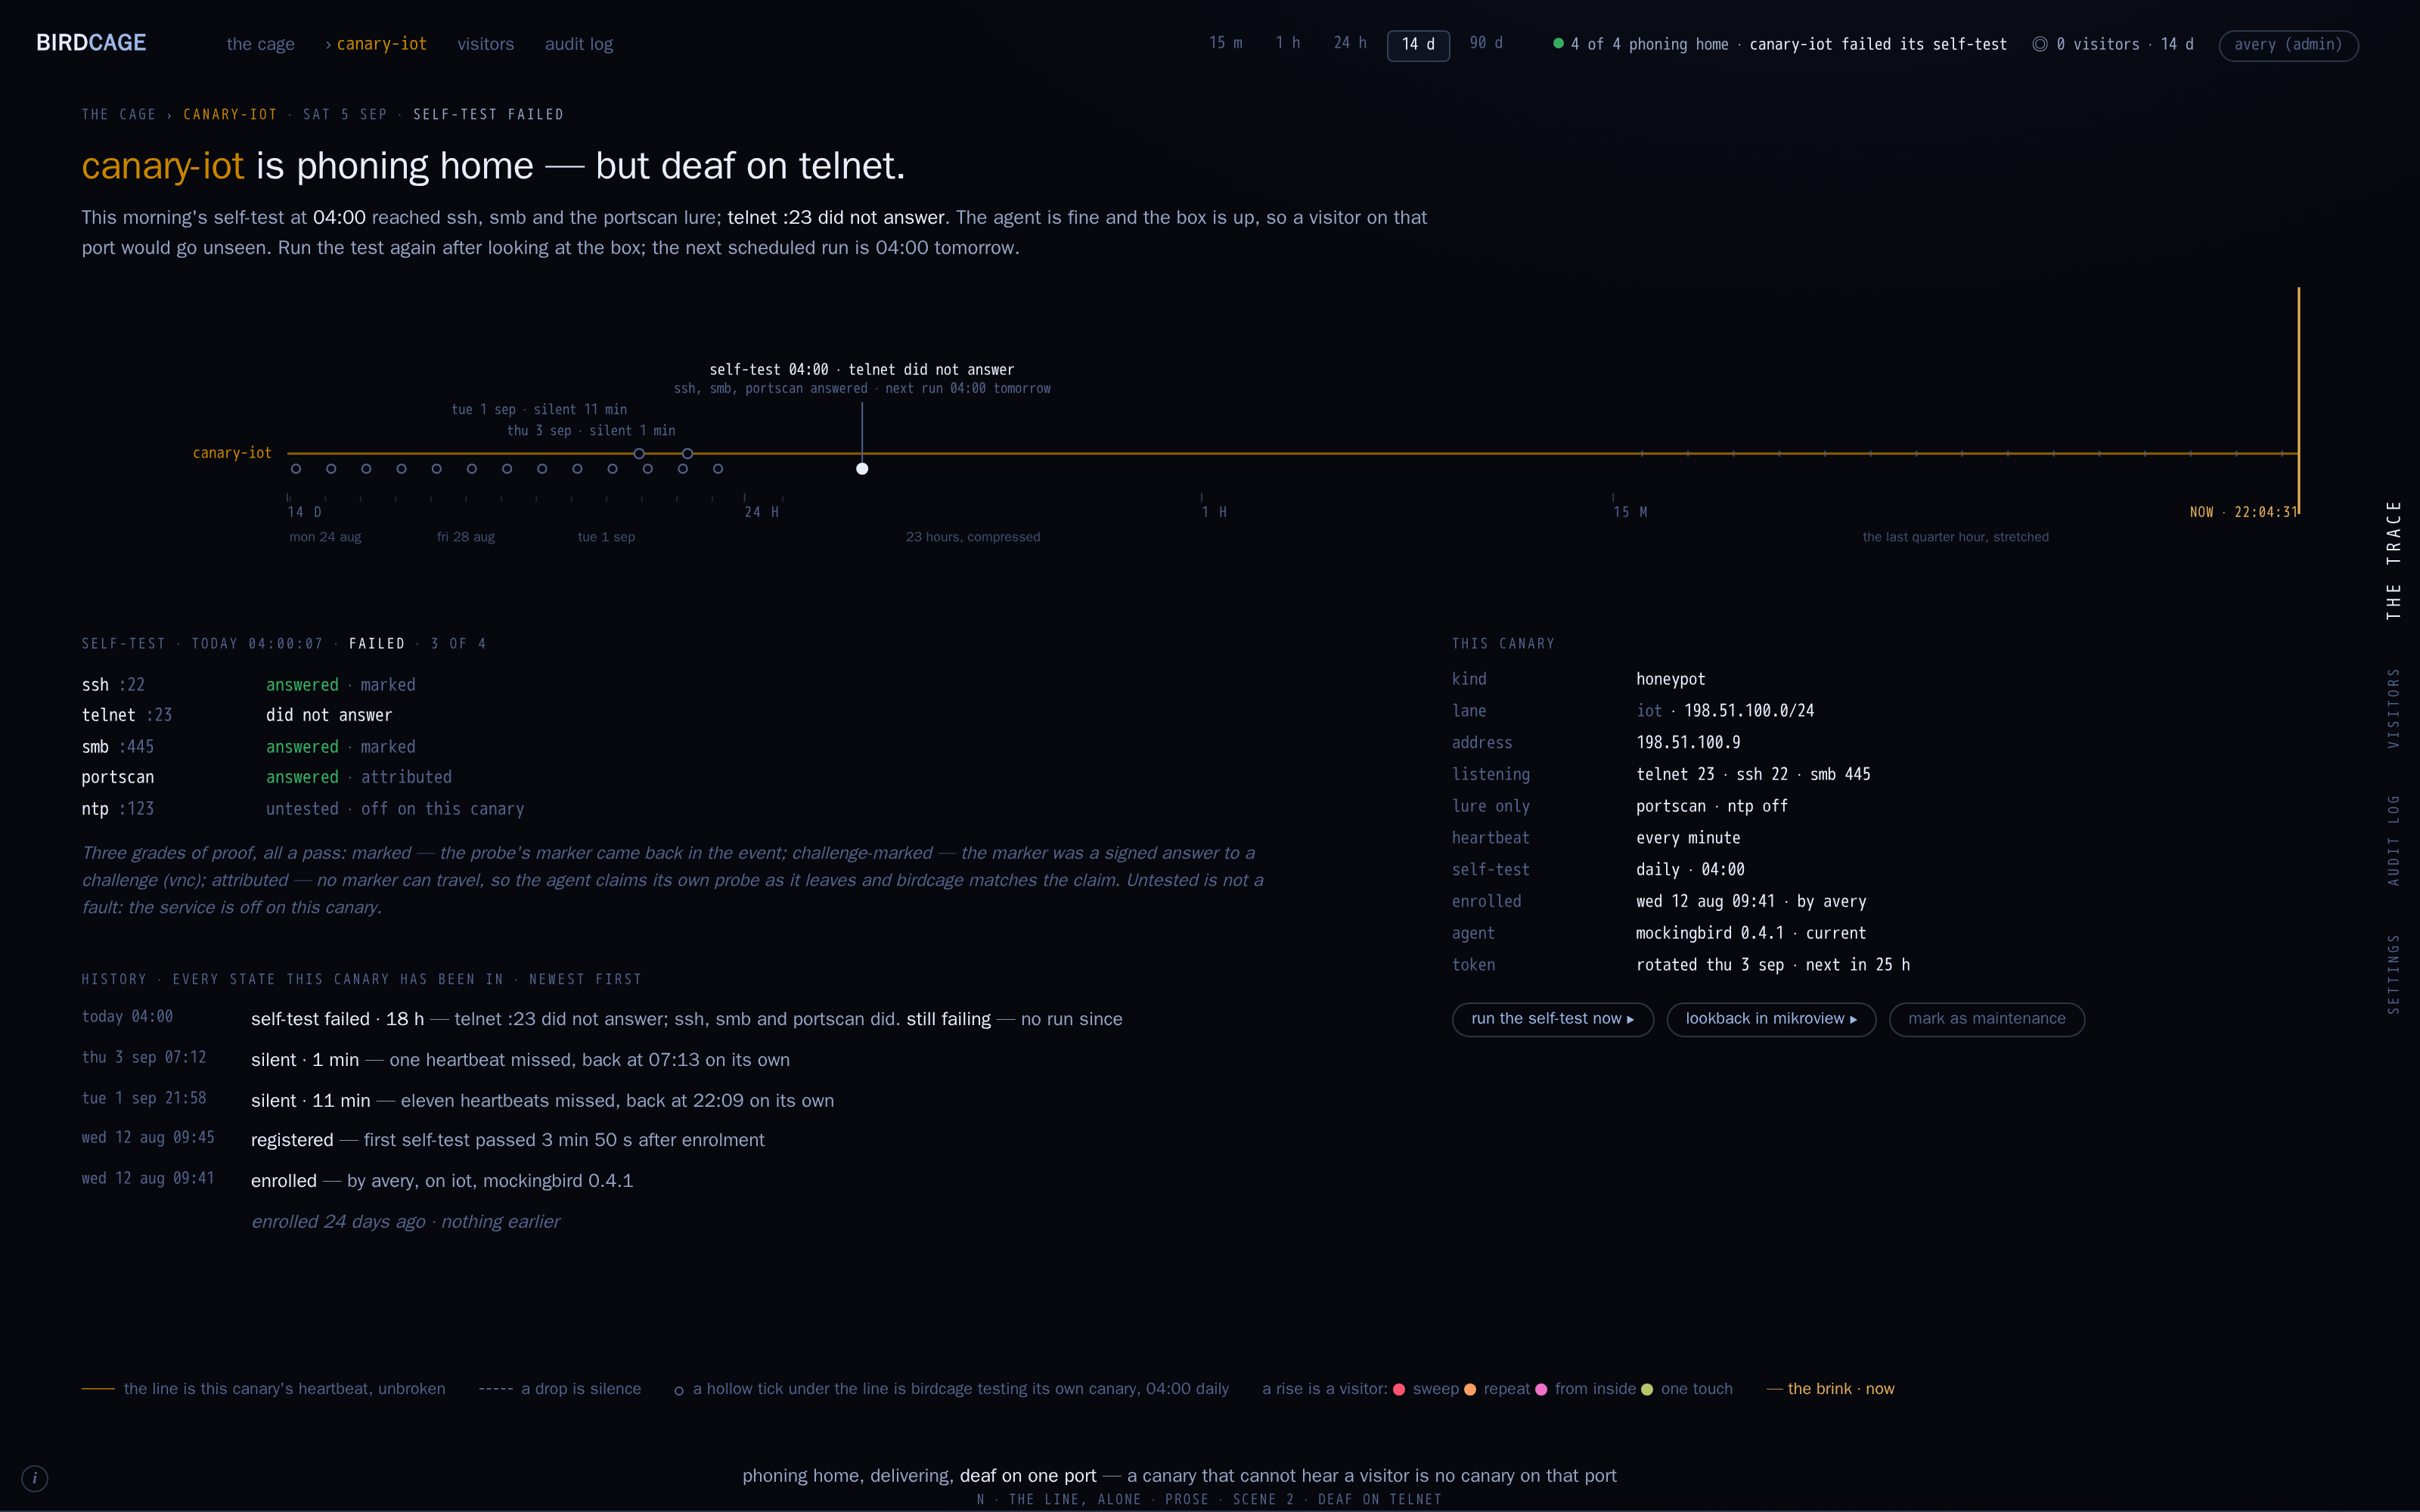 BIRDCAGE
the cage › canary-iot visitors audit log
15 m 1 h 24 h 14 d 90 d
4 of 4 phoning home · canary-iot failed its self-test
◎ 0 visitors · 14 d
avery (admin)
THE CAGE › CANARY-IOT · SAT 5 SEP · SELF-TEST FAILED
canary-iot is phoning home — but deaf on telnet.
This morning's self-test at 04:00 reached ssh, smb and the portscan lure; telnet :23 did not answer. The agent is fine and the box is up, so a visitor on that
port would go unseen. Run the test again after looking at the box; the next scheduled run is 04:00 tomorrow.
self-test 04:00 · telnet did not answer
ssh, smb, portscan answered · next run 04:00 tomorrow
tue 1 sep · silent 11 min
thu 3 sep · silent 1 min
canary-iot
14 D 24 H 1 H 15 M NOW · 22:04:31
mon 24 aug fri 28 aug tue 1 sep 23 hours, compressed the last quarter hour, stretched
THE TRACE
VISITORS
AUDIT LOG
SETTINGS
SELF-TEST · TODAY 04:00:07 · FAILED · 3 OF 4
ssh :22 answered · marked
telnet :23 did not answer
smb :445 answered · marked
portscan answered · attributed
ntp :123 untested · off on this canary
Three grades of proof, all a pass: marked — the probe's marker came back in the event; challenge-marked — the marker was a signed answer to a
challenge (vnc); attributed — no marker can travel, so the agent claims its own probe as it leaves and birdcage matches the claim. Untested is not a
fault: the service is off on this canary.
HISTORY · EVERY STATE THIS CANARY HAS BEEN IN · NEWEST FIRST
today 04:00 self-test failed · 18 h — telnet :23 did not answer; ssh, smb and portscan did. still failing — no run since
thu 3 sep 07:12 silent · 1 min — one heartbeat missed, back at 07:13 on its own
tue 1 sep 21:58 silent · 11 min — eleven heartbeats missed, back at 22:09 on its own
wed 12 aug 09:45 registered — first self-test passed 3 min 50 s after enrolment
wed 12 aug 09:41 enrolled — by avery, on iot, mockingbird 0.4.1
enrolled 24 days ago · nothing earlier
THIS CANARY
kind honeypot
lane iot · 198.51.100.0/24
address 198.51.100.9
listening telnet 23 · ssh 22 · smb 445
lure only portscan · ntp off
heartbeat every minute
self-test daily · 04:00
enrolled wed 12 aug 09:41 · by avery
agent mockingbird 0.4.1 · current
token rotated thu 3 sep · next in 25 h
run the self-test now ▸ lookback in mikroview ▸ mark as maintenance
the line is this canary's heartbeat, unbroken a drop is silence a hollow tick under the line is birdcage testing its own canary, 04:00 daily a rise is a visitor: sweep repeat from inside one touch — the brink · now
i
phoning home, delivering, deaf on one port — a canary that cannot hear a visitor is no canary on that port
N · THE LINE, ALONE · PROSE · SCENE 2 · DEAF ON TELNET